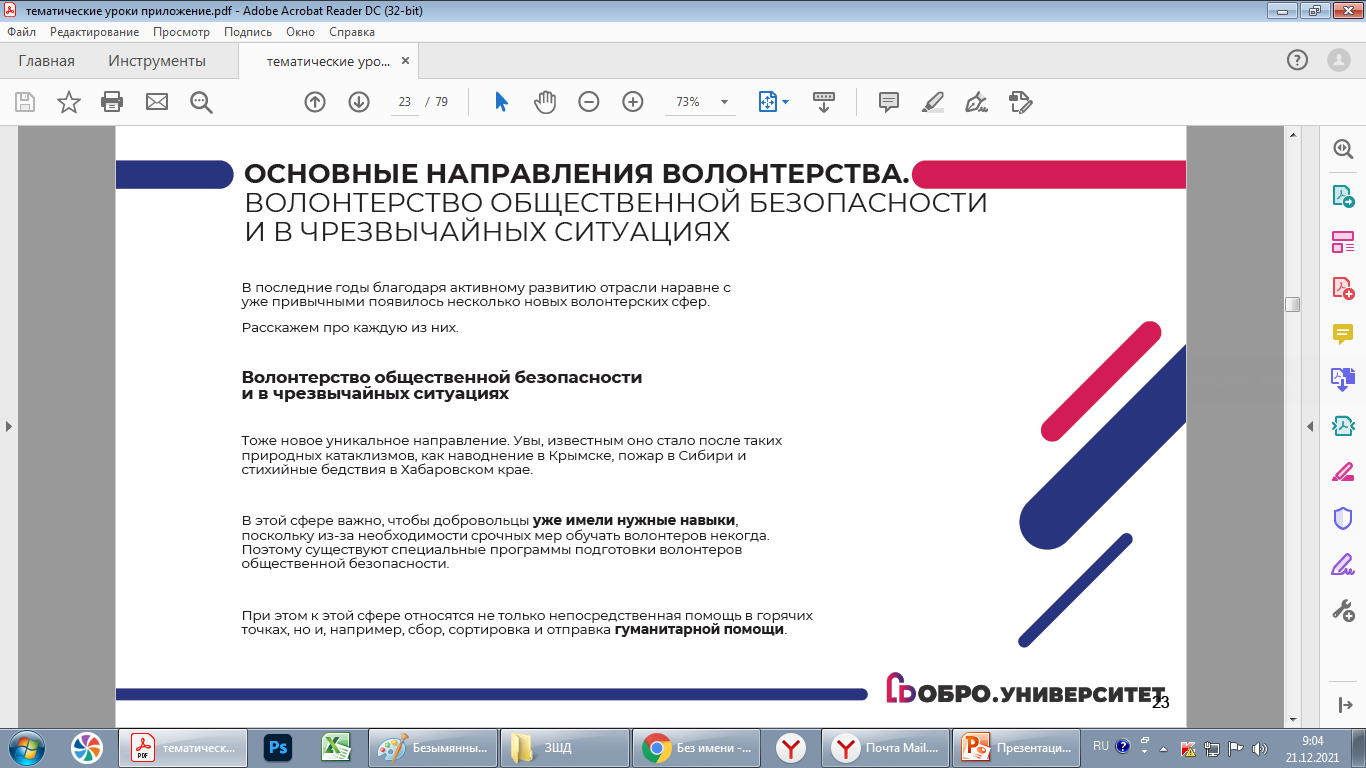 тематические уроки приложение.pdf - Adobe Acrobat Reader DC (32-bit)
Файл Редактирование Просмотр Подпись Окно Справка
Главная Инструменты тематические уро... ×
23 / 79 73%
ОСНОВНЫЕ НАПРАВЛЕНИЯ ВОЛОНТЕРСТВА.
ВОЛОНТЕРСТВО ОБЩЕСТВЕННОЙ БЕЗОПАСНОСТИ
И В ЧРЕЗВЫЧАЙНЫХ СИТУАЦИЯХ
В последние годы благодаря активному развитию отрасли наравне с
уже привычными появилось несколько новых волонтерских сфер.
Расскажем про каждую из них.
Волонтерство общественной безопасности
и в чрезвычайных ситуациях
Тоже новое уникальное направление. Увы, известным оно стало после таких
природных катаклизмов, как наводнение в Крымске, пожар в Сибири и
стихийные бедствия в Хабаровском крае.
В этой сфере важно, чтобы добровольцы уже имели нужные навыки,
поскольку из-за необходимости срочных мер обучать волонтеров некогда.
Поэтому существуют специальные программы подготовки волонтеров
общественной безопасности.
При этом к этой сфере относятся не только непосредственная помощь в горячих
точках, но и, например, сбор, сортировка и отправка гуманитарной помощи.
ДОБРО.УНИВЕРСИТЕТ
23
тематическ... Безымянны... ЗШД Без имени -... Почта Mail.... Презентаци... RU 9:04
21.12.2021